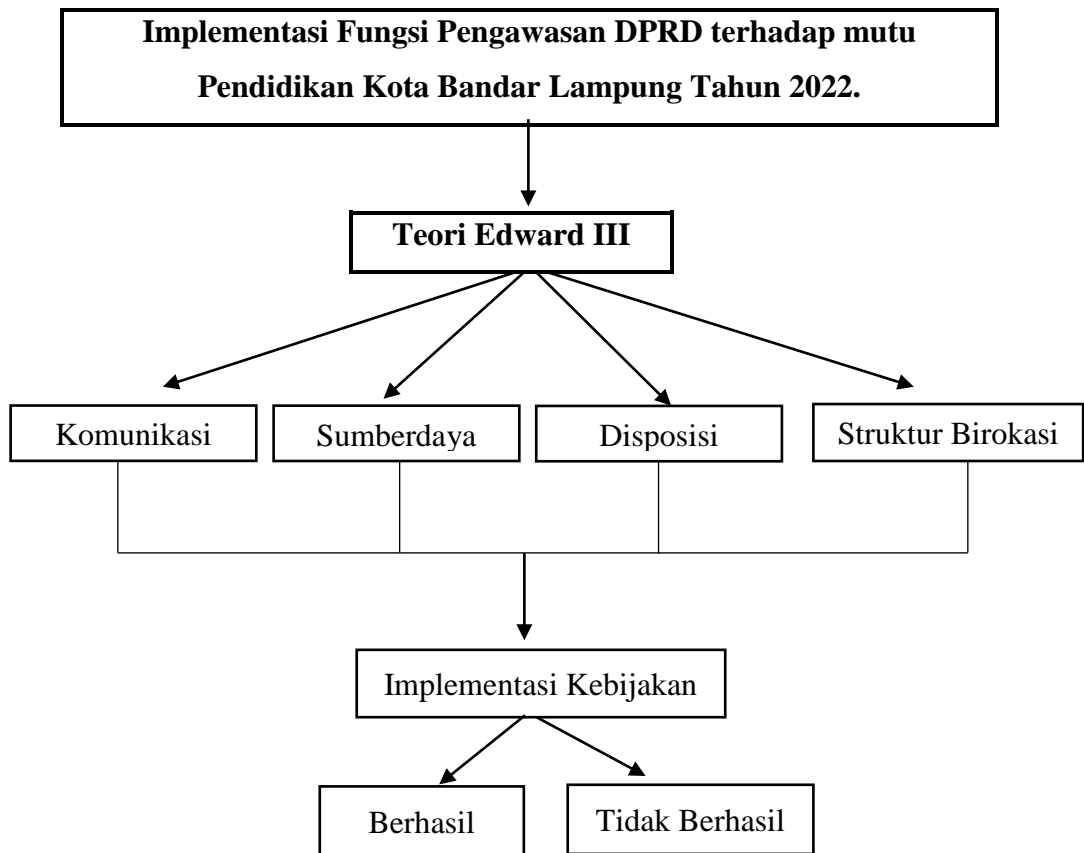 Implementasi Fungsi Pengawasan DPRD terhadap mutu
Pendidikan Kota Bandar Lampung Tahun 2022.
Teori Edward III
Komunikasi
Sumberdaya
Disposisi
Struktur Birokasi
Implementasi Kebijakan
Berhasil
Tidak Berhasil